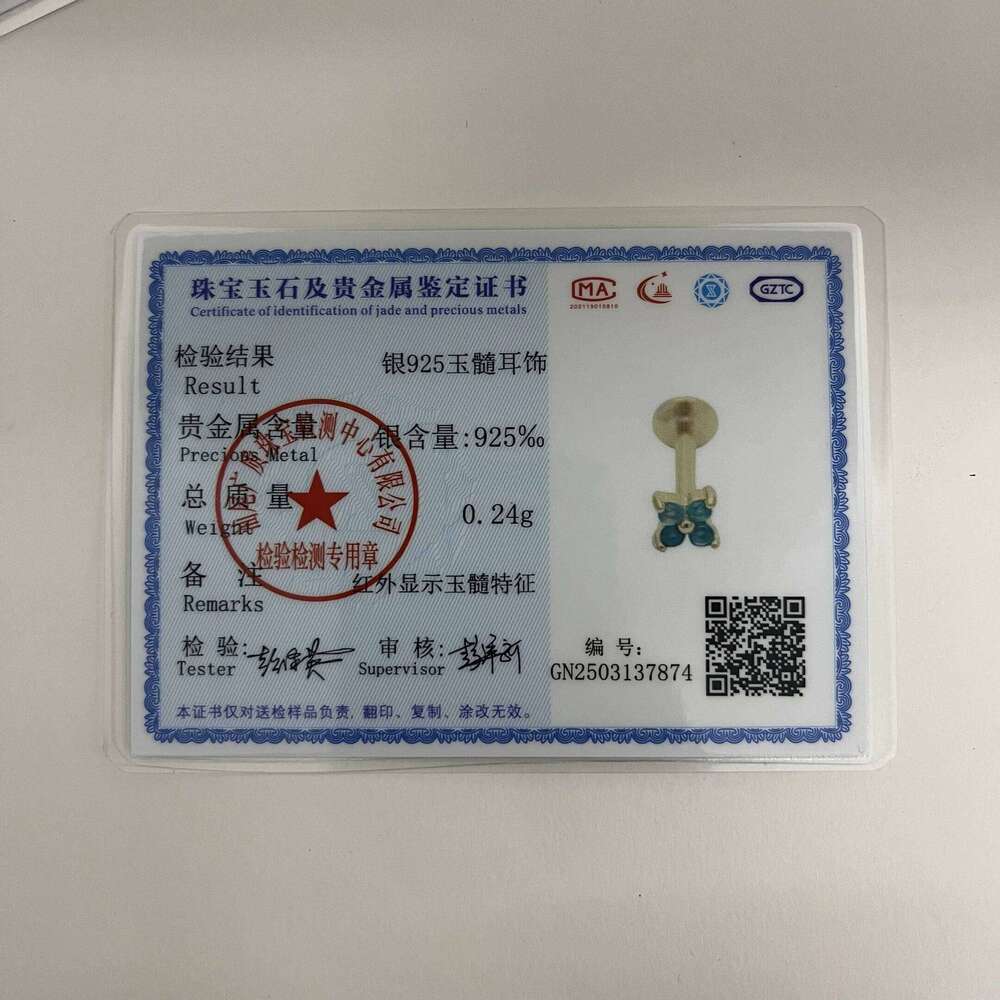 珠宝玉石及贵金属鉴定证书
Certificate of identification of jade and precious metals
MA
GZTC
检验结果
Result
银925玉髓耳饰
贵金属含量
Precious Metal
银含量:925‰
总质量
Weight
0.24g
备注
Remarks
红外显示玉髓特征
检验检测专用章
检验:
Tester
审核:
Supervisor
本证书仅对送检样品负责,翻印、复制、涂改无效。
编号:
GN2503137874